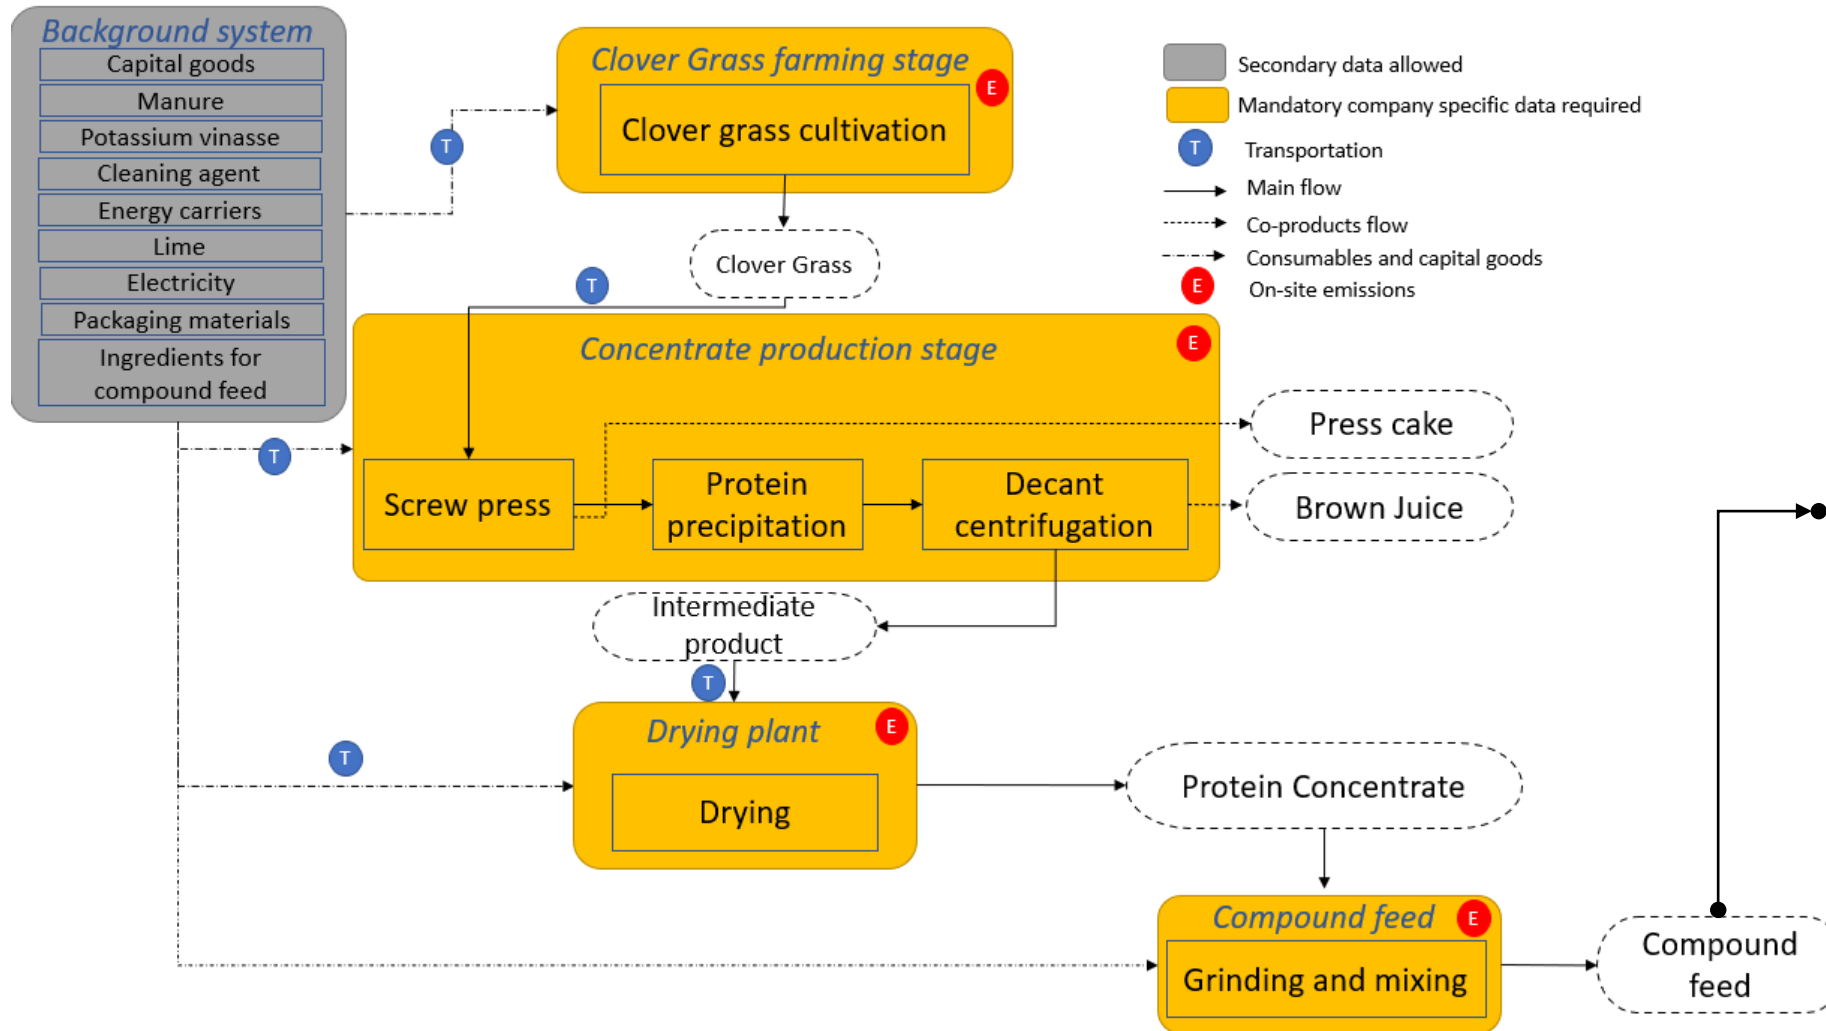 Background system
Capital goods
Manure
Potassium vinasse
Cleaning agent
Energy carriers
Lime
Electricity
Packaging materials
Ingredients for
compound feed
T
Clover Grass farming stage
E
Clover grass cultivation
Clover Grass
T
Secondary data allowed
Mandatory company specific data required
T
Transportation
Main flow
Co-products flow
Consumables and capital goods
E
On-site emissions
Concentrate production stage
E
T
Screw press
Protein
precipitation
Decant
centrifugation
Press cake
Brown Juice
Intermediate
product
T
Drying plant
E
T
Drying
Protein Concentrate
Compound feed
E
Grinding and mixing
Compound
feed